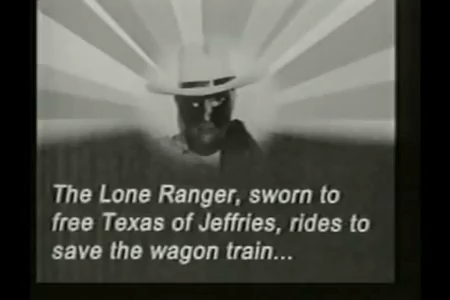 The Lone Ranger, sworn to
free Texas of Jeffries, rides to
save the wagon train...